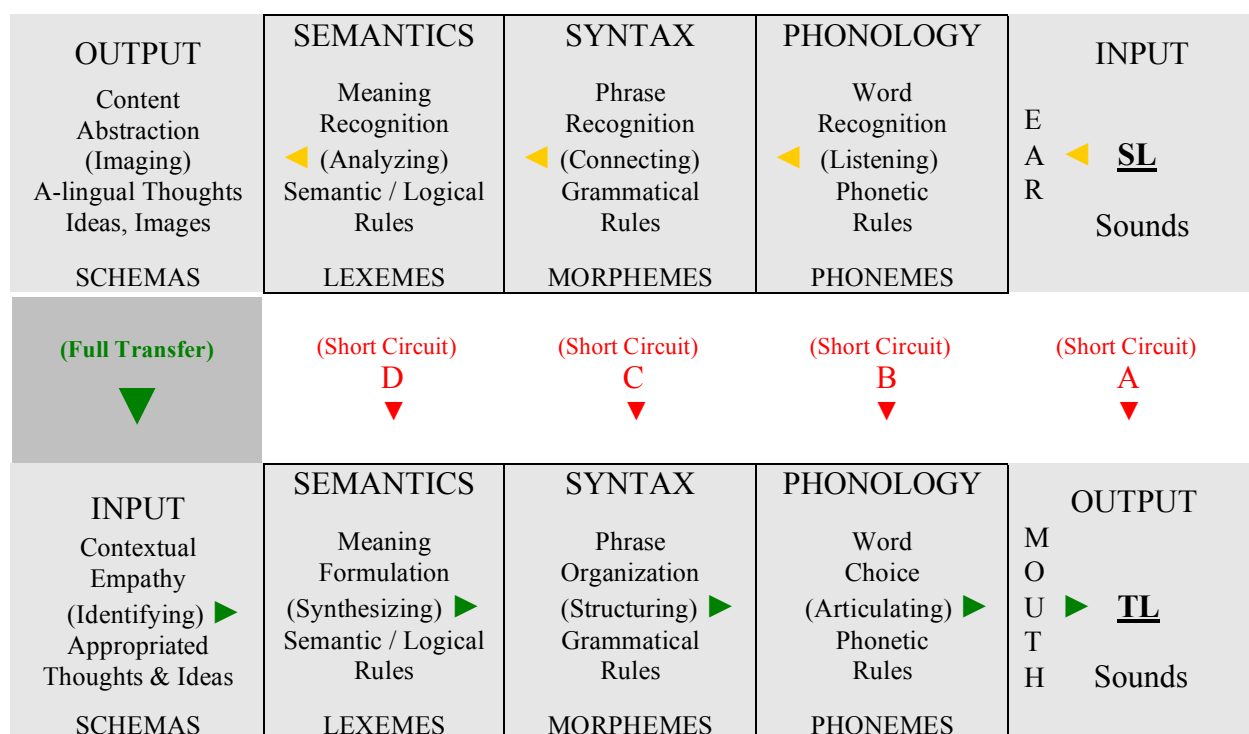 OUTPUT
Content
Abstraction
(Imaging)
A-lingual Thoughts
Ideas, Images
SCHEMAS
SEMANTICS
Meaning
Recognition
(Analyzing)
Semantic / Logical
Rules
LEXEMES
SYNTAX
Phrase
Recognition
(Connecting)
Grammatical
Rules
MORPHEMES
PHONOLOGY
Word
Recognition
(Listening)
Phonetic
Rules
PHONEMES
INPUT
E
A
R
SL
Sounds
(Full Transfer)
(Short Circuit)
D
(Short Circuit)
C
(Short Circuit)
B
(Short Circuit)
A
INPUT
Contextual
Empathy
(Identifying)
Appropriated
Thoughts & Ideas
SCHEMAS
SEMANTICS
Meaning
Formulation
(Synthesizing)
Semantic / Logical
Rules
LEXEMES
SYNTAX
Phrase
Organization
(Structuring)
Grammatical
Rules
MORPHEMES
PHONOLOGY
Word
Choice
(Articulating)
Phonetic
Rules
PHONEMES
OUTPUT
M
O
U
T
H
TL
Sounds